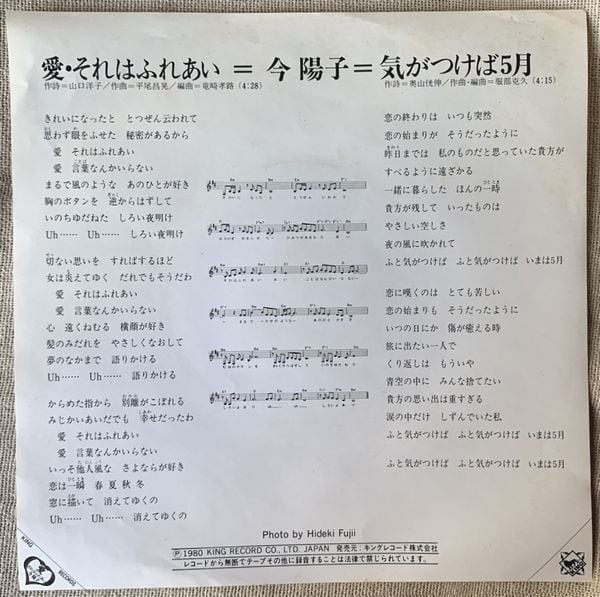 愛・それはふれあい = 今 陽子 = 気がつけば5月
作詩=山口洋子／作曲=平尾昌晃／編曲=竜崎孝路(4:28)
作詩=奥山恍伸／作曲・編曲=服部克久(4:15)
きれいになったと とつぜん云われて
思わず眼をふせた 秘密があるから
愛 それはふれあい
愛 言葉なんかいらない
まるで風のような あのひとが好き
胸のボタンを 逆からはずして
いのちゆだねた しろい夜明け
Uh…… Uh…… しろい夜明け
切ない思いを すればするほど
女は炎えてゆく だれでもそうだわ
愛 それはふれあい
愛 言葉なんかいらない
心 遠くねむる 横顔が好き
髪のみだれを やさしくなおして
夢のなかまで 語りかける
Uh…… Uh…… 語りかける
からめた指から 別離がこぼれる
みじかいあいだでも 幸せだったわ
愛 それはふれあい
愛 言葉なんかいらない
いっそ他人風な さよならが好き
恋は一瞬 春夏秋冬
窓に描いて 消えてゆくの
Uh…… Uh…… 消えてゆくの
恋の終わりは いつも突然
恋の始まりが そうだったように
昨日までは 私のものだと思っていた貴方が
すべるように遠ざかる
一緒に暮らした ほんの一時
貴方が残して いったものは
やさしい空しさ
夜の風に吹かれて
ふと気がつけば ふと気がつけば いまは5月
恋に嘆くのは とても苦しい
恋の始まりも そうだったように
いつの日にか 傷が癒える時
旅に出たい一人で
くり返しは もういや
青空の中に みんな捨てたい
貴方の思い出は重すぎる
涙の中だけ しずんでいた私
ふと気がつけば ふと気がつけば いまは5月
ふと気がつけば ふと気がつけば いまは5月
Photo by Hideki Fujii
Ⓟ1980 KING RECORD CO., LTD. JAPAN 発売元：キングレコード株式会社
レコードから無断でテープその他に録音することは法律で禁じられています。
KING
RECORDS